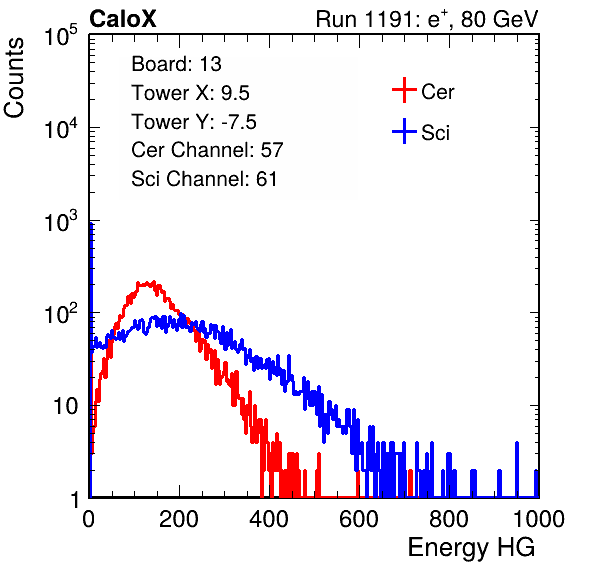 CaloX Run 1191: e⁺, 80 GeV
Counts
Board: 13
Tower X: 9.5
Tower Y: -7.5
Cer Channel: 57
Sci Channel: 61
Cer
Sci
10⁵
10⁴
10³
10²
10
1
0 200 400 600 800 1000
Energy HG